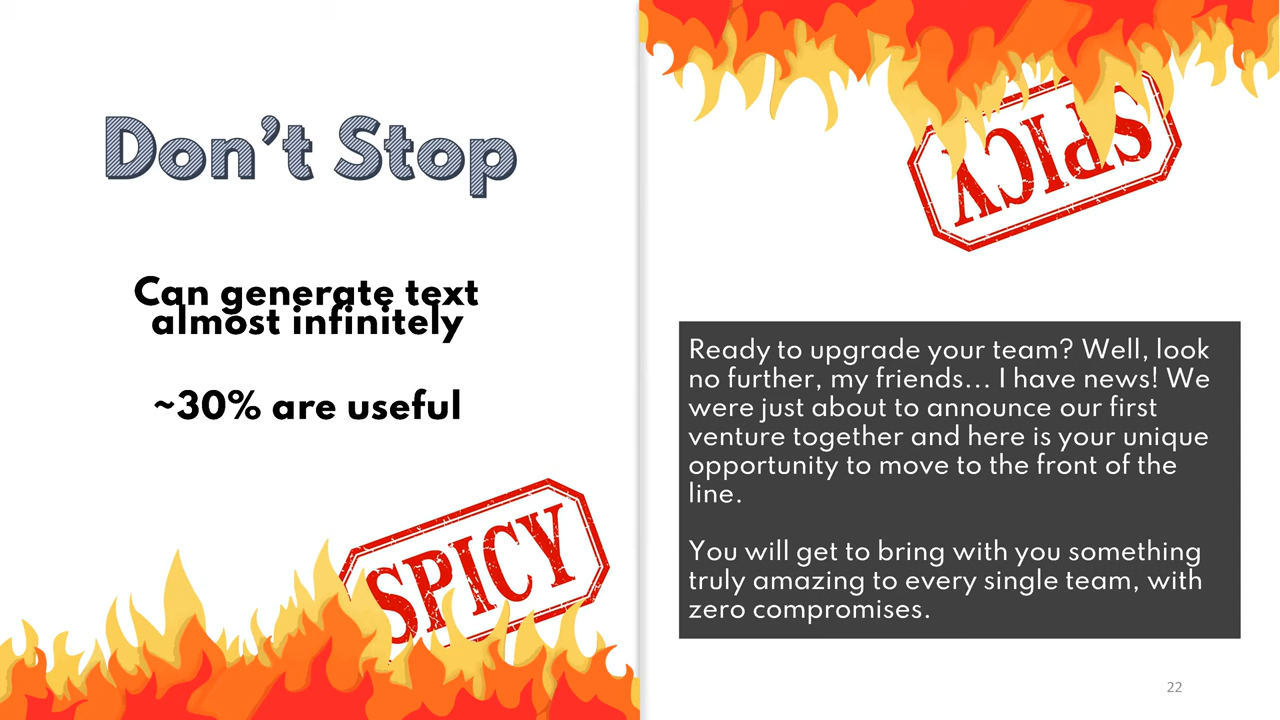 Don't Stop
Can generate text
almost infinitely
~30% are useful
SPICY
SPICY
Ready to upgrade your team? Well, look
no further, my friends... I have news! We
were just about to announce our first
venture together and here is your unique
opportunity to move to the front of the
line.
You will get to bring with you something
truly amazing to every single team, with
zero compromises.
22